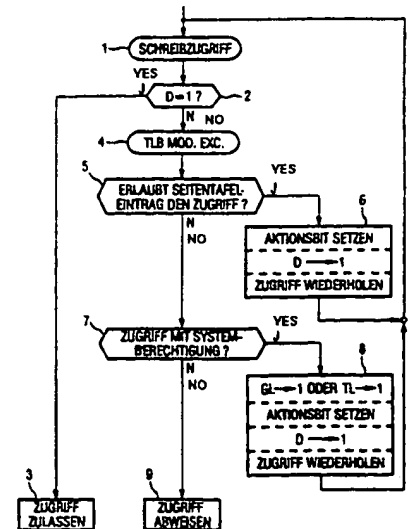 1
SCHREIBZUGRIFF
YES
D=1 ?
2
N NO
4
TLB MOD. EXC.
5
ERLAUBT SEITENTAFEL-
EINTRAG DEN ZUGRIFF ?
YES
N
NO
6
AKTIONSBIT SETZEN
D → 1
ZUGRIFF WIEDERHOLEN
7
ZUGRIFF MIT SYSTEM-
BERECHTIGUNG ?
YES
N
NO
8
GL→1 ODER TL→1
AKTIONSBIT SETZEN
D → 1
ZUGRIFF WIEDERHOLEN
3
ZUGRIFF
ZULASSEN
9
ZUGRIFF
ABWEISEN